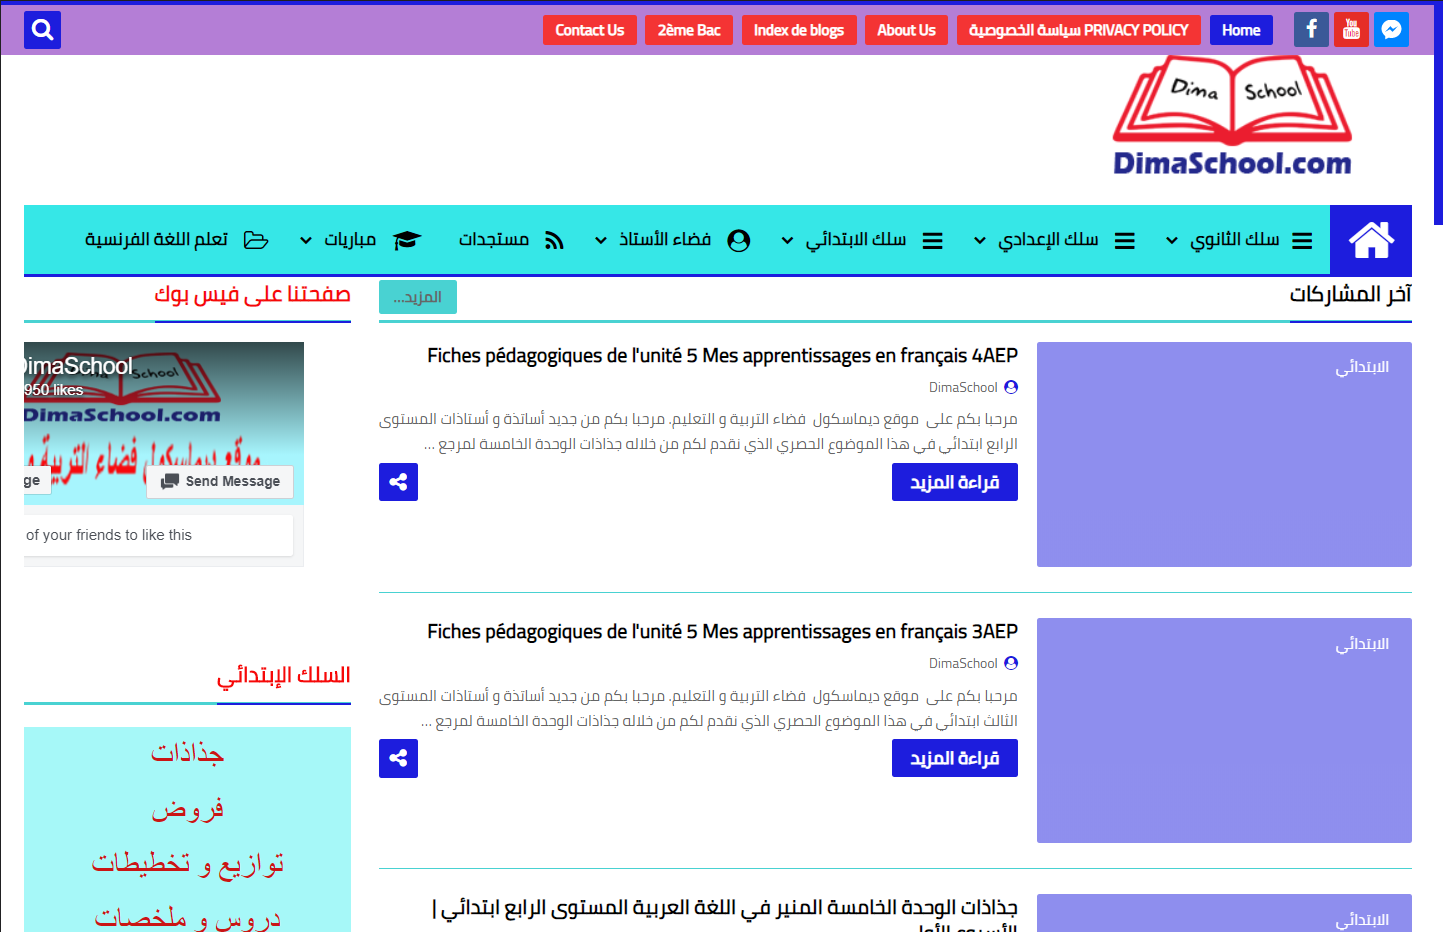 Home
PRIVACY POLICY سياسة الخصوصية
About Us
Index de blogs
2ème Bac
Contact Us
Dima School
DimaSchool.com
سلك الثانوي
سلك الإعدادي
سلك الابتدائي
فضاء الأستاذ
مستجدات
مباريات
تعلم اللغة الفرنسية
آخر المشاركات
المزيد...
الابتدائي
Fiches pédagogiques de l'unité 5 Mes apprentissages en français 4AEP
DimaSchool
مرحبا بكم على موقع ديماسكول فضاء التربية و التعليم. مرحبا بكم من جديد أساتذة و أستاذات المستوى
الرابع ابتدائي في هذا الموضوع الحصري الذي نقدم لكم من خلاله جذاذات الوحدة الخامسة لمرجع ...
قراءة المزيد
الابتدائي
Fiches pédagogiques de l'unité 5 Mes apprentissages en français 3AEP
DimaSchool
مرحبا بكم على موقع ديماسكول فضاء التربية و التعليم. مرحبا بكم من جديد أساتذة و أستاذات المستوى
الثالث ابتدائي في هذا الموضوع الحصري الذي نقدم لكم من خلاله جذاذات الوحدة الخامسة لمرجع ...
قراءة المزيد
الابتدائي
جذاذات الوحدة الخامسة المنير في اللغة العربية المستوى الرابع ابتدائي |
صفحتنا على فيس بوك
DimaSchool
950 likes
School
DimaSchool.com
موقع ديماسكول فضاء التربية
ge
Send Message
of your friends to like this
السلك الإبتدائي
جذاذات
فروض
توازيع و تخطيطات
دروس و ملخصات